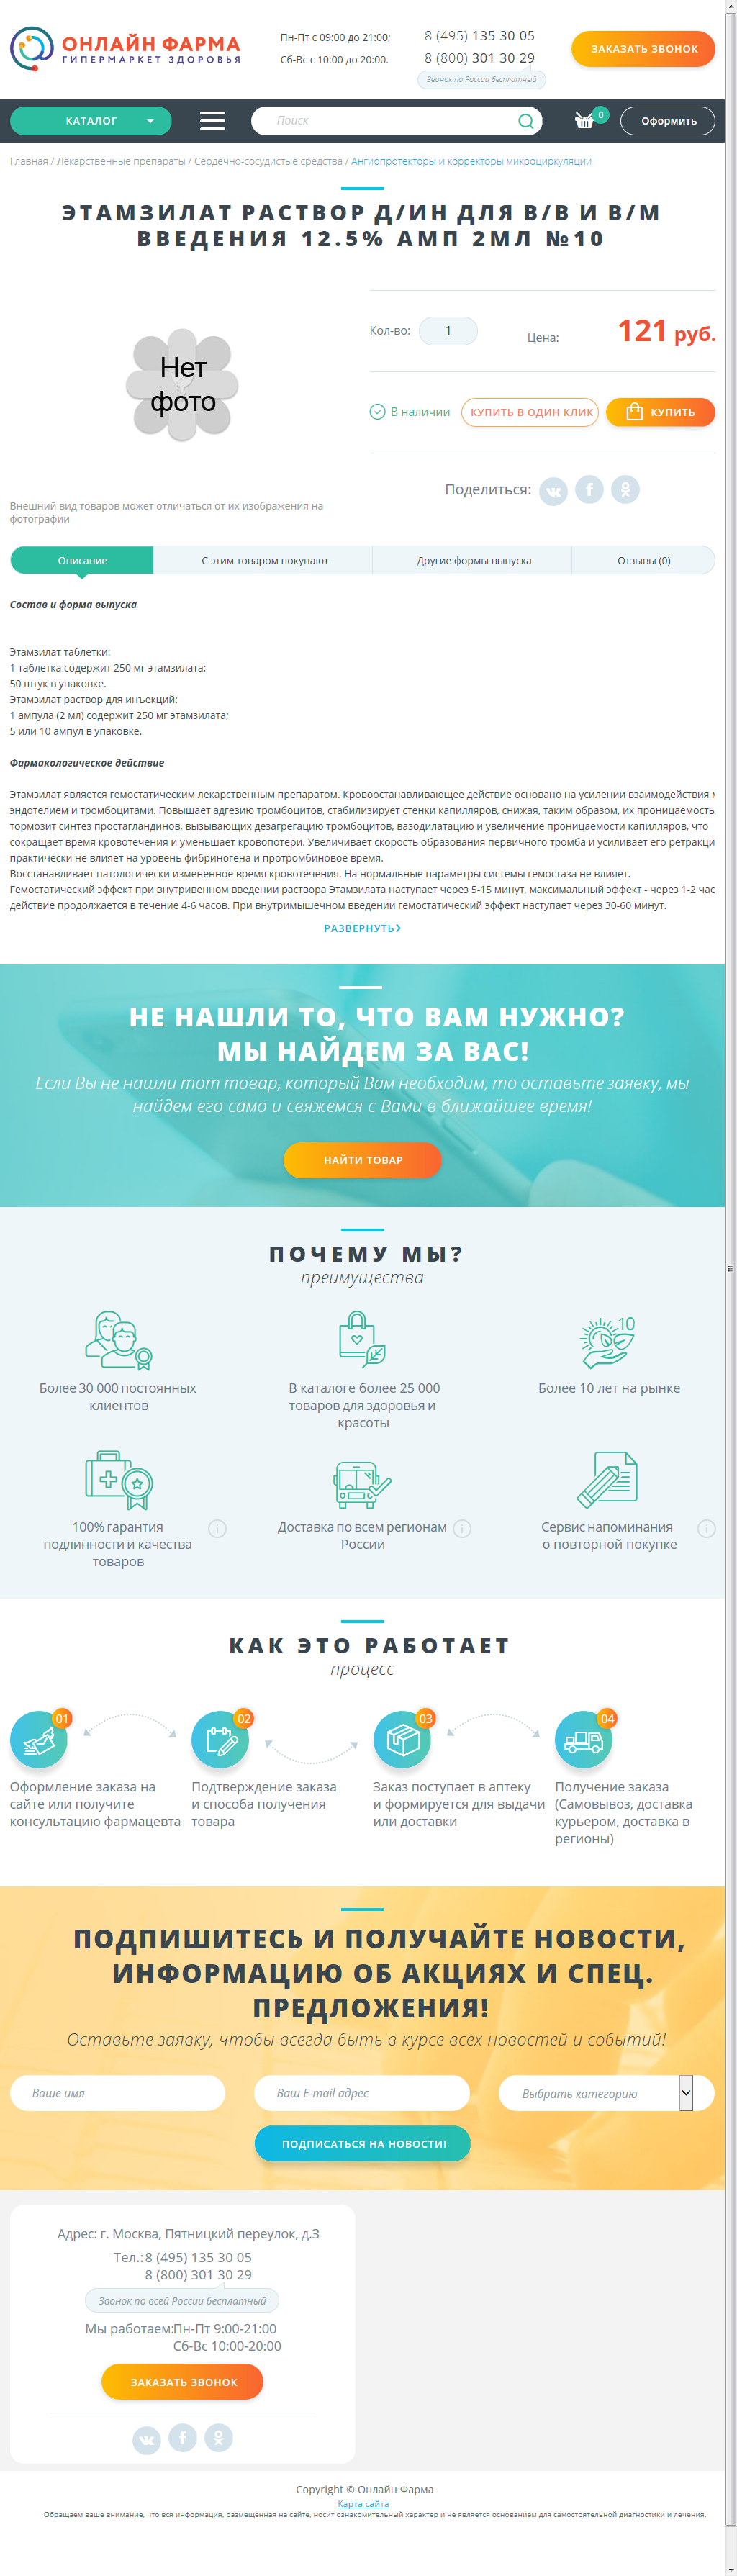 ОНЛАЙН ФАРМА
ГИПЕРМАРКЕТ ЗДОРОВЬЯ
Пн-Пт с 09:00 до 21:00;
Сб-Вс с 10:00 до 20:00.
8 (495) 135 30 05
8 (800) 301 30 29
Звонок по России бесплатный
ЗАКАЗАТЬ ЗВОНОК
КАТАЛОГ
Поиск
0
Оформить
Главная / Лекарственные препараты / Сердечно-сосудистые средства / Ангиопротекторы и корректоры микроциркуляции
ЭТАМЗИЛАТ РАСТВОР Д/ИН ДЛЯ В/В И В/М
ВВЕДЕНИЯ 12.5% АМП 2МЛ №10
Нет
фото
Кол-во:
1
Цена:
121 руб.
В наличии
КУПИТЬ В ОДИН КЛИК
КУПИТЬ
Поделиться:
Внешний вид товаров может отличаться от их изображения на
фотографии
Описание
С этим товаром покупают
Другие формы выпуска
Отзывы (0)
Состав и форма выпуска
Этамзилат таблетки:
1 таблетка содержит 250 мг этамзилата;
50 штук в упаковке.
Этамзилат раствор для инъекций:
1 ампула (2 мл) содержит 250 мг этамзилата;
5 или 10 ампул в упаковке.
Фармакологическое действие
Этамзилат является гемостатическим лекарственным препаратом. Кровоостанавливающее действие основано на усилении взаимодействия
эндотелием и тромбоцитами. Повышает адгезию тромбоцитов, стабилизирует стенки капилляров, снижая, таким образом, их проницаемость,
тормозит синтез простагландинов, вызывающих дезагрегацию тромбоцитов, вазодилатацию и увеличение проницаемости капилляров, что
сокращает время кровотечения и уменьшает кровопотери. Увеличивает скорость образования первичного тромба и усиливает его ретракци
практически не влияет на уровень фибриногена и протромбиновое время.
Восстанавливает патологически измененное время кровотечения. На нормальные параметры системы гемостаза не влияет.
Гемостатический эффект при внутривенном введении раствора Этамзилата наступает через 5-15 минут, максимальный эффект - через 1-2 час
действие продолжается в течение 4-6 часов. При внутримышечном введении гемостатический эффект наступает через 30-60 минут.
РАЗВЕРНУТЬ
НЕ НАШЛИ ТО, ЧТО ВАМ НУЖНО?
МЫ НАЙДЕМ ЗА ВАС!
Если Вы не нашли тот товар, который Вам необходим, то оставьте заявку, мы
найдем его само и свяжемся с Вами в ближайшее время!
НАЙТИ ТОВАР
ПОЧЕМУ МЫ?
преимущества
10
Более 30 000 постоянных
клиентов
В каталоге более 25 000
товаров для здоровья и
красоты
Более 10 лет на рынке
100% гарантия
подлинности и качества
товаров
Доставка по всем регионам
России
Сервис напоминания
о повторной покупке
КАК ЭТО РАБОТАЕТ
процесс
01
Оформление заказа на
сайте или получите
консультацию фармацевта
02
Подтверждение заказа
и способа получения
товара
03
Заказ поступает в аптеку
и формируется для выдачи
или доставки
04
Получение заказа
(Самовывоз, доставка
курьером, доставка в
регионы)
ПОДПИШИТЕСЬ И ПОЛУЧАЙТЕ НОВОСТИ,
ИНФОРМАЦИЮ ОБ АКЦИЯХ И СПЕЦ.
ПРЕДЛОЖЕНИЯ!
Оставьте заявку, чтобы всегда быть в курсе всех новостей и событий!
Ваше имя
Ваш E-mail адрес
Выбрать категорию
ПОДПИСАТЬСЯ НА НОВОСТИ!
Адрес: г. Москва, Пятницкий переулок, д.3
Тел.: 8 (495) 135 30 05
8 (800) 301 30 29
Звонок по всей России бесплатный
Мы работаем:Пн-Пт 9:00-21:00
Сб-Вс 10:00-20:00
ЗАКАЗАТЬ ЗВОНОК
Copyright © Онлайн Фарма
Карта сайта
Обращаем ваше внимание, что вся информация, размещенная на сайте, носит ознакомительный характер и не является основанием для самостоятельной диагностики и лечения.